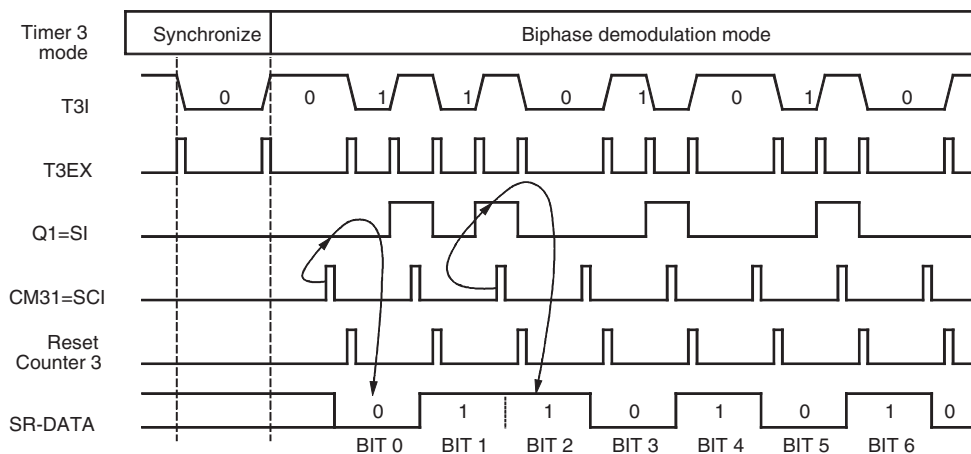 Timer 3
mode
Synchronize
Biphase demodulation mode
T3I
0 0 1 1 0 1 0 1 0
T3EX
Q1=SI
CM31=SCI
Reset
Counter 3
SR-DATA
0 1 1 0 1 0 1 0
BIT 0 BIT 1 BIT 2 BIT 3 BIT 4 BIT 5 BIT 6